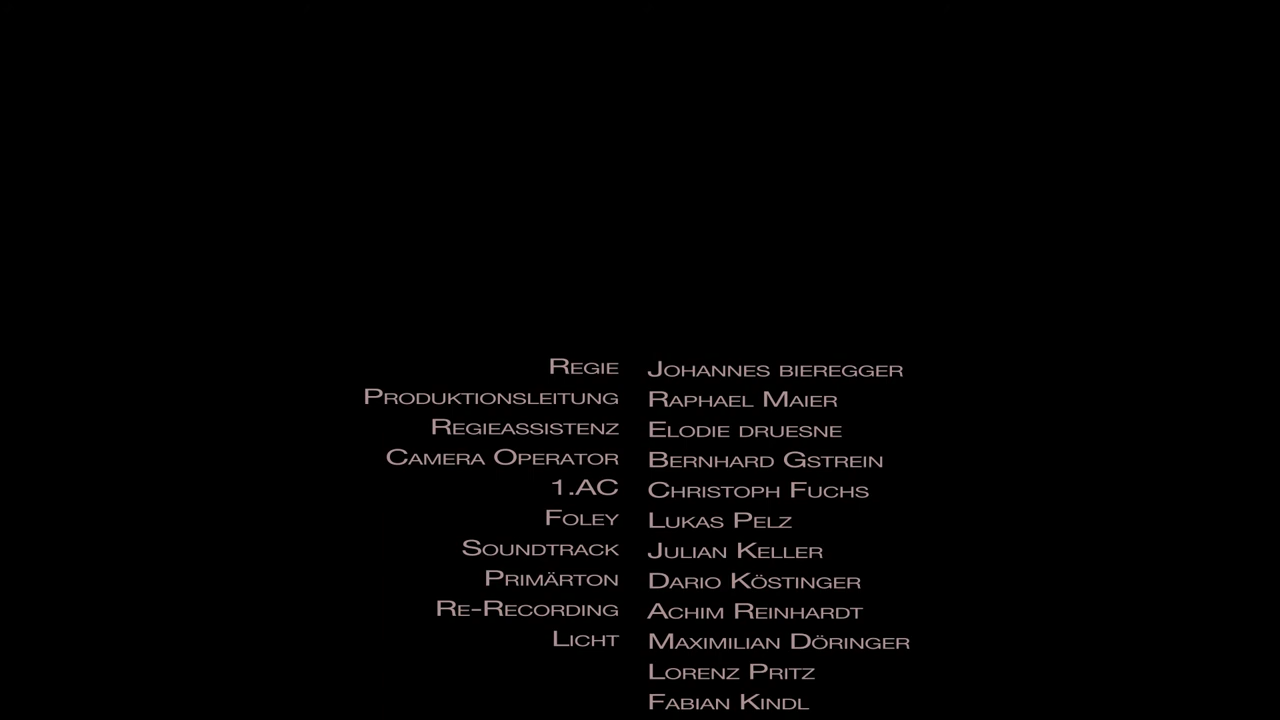 Regie Johannes bieregger
Produktionsleitung Raphael Maier
Regieassistenz Elodie druesne
Camera Operator Bernhard Gstrein
1.AC Christoph Fuchs
Foley Lukas Pelz
Soundtrack Julian Keller
Primärton Dario Köstinger
Re-Recording Achim Reinhardt
Licht Maximilian Döringer
Lorenz Pritz
Fabian Kindl